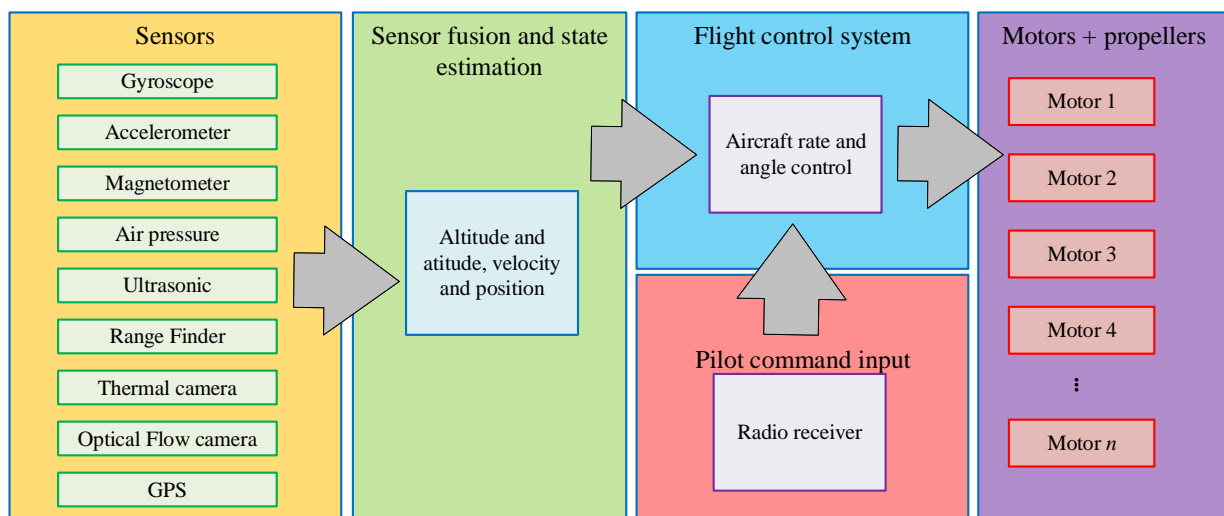 Sensors
Gyroscope
Accelerometer
Magnetometer
Air pressure
Ultrasonic
Range Finder
Thermal camera
Optical Flow camera
GPS
Sensor fusion and state
estimation
Altitude and
atitude, velocity
and position
Flight control system
Aircraft rate and
angle control
Pilot command input
Radio receiver
Motors + propellers
Motor 1
Motor 2
Motor 3
Motor 4
...
Motor n